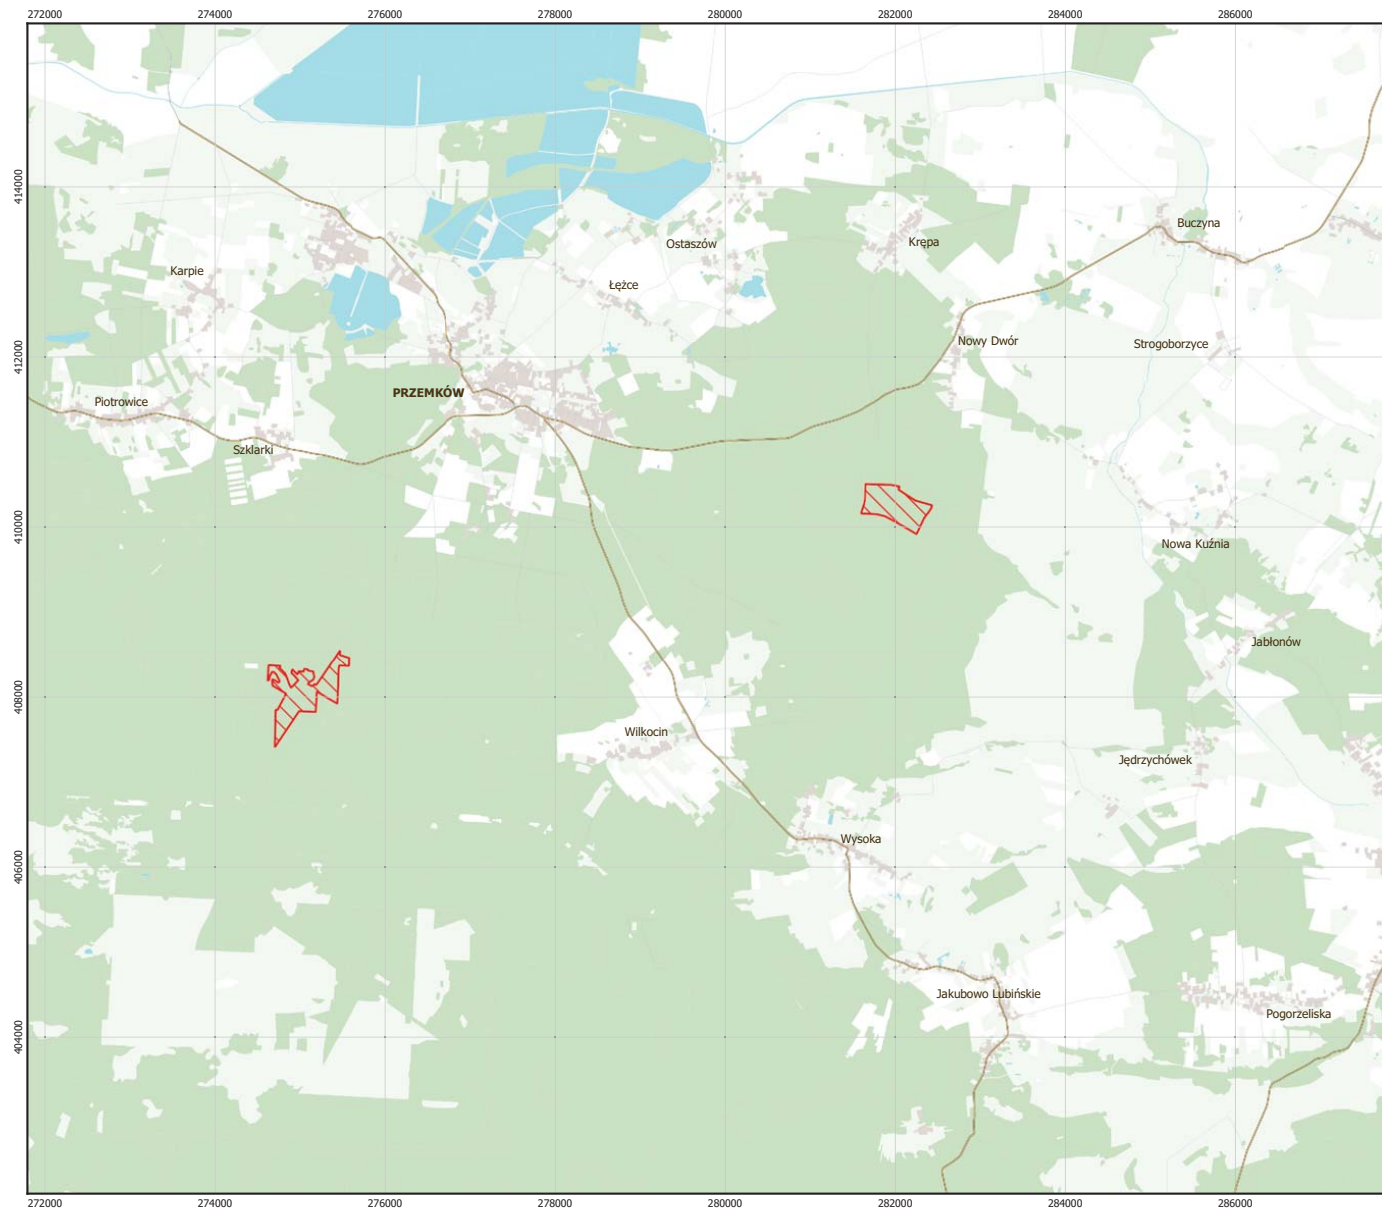 272000 274000 276000 278000 280000 282000 284000 286000
414000
Buczyna
Krępa
Ostaszów
Karpie
Łężce
412000
Nowy Dwór
Strogoborzyce
PRZEMKÓW
Piotrowice
Szklarki
410000
Nowa Kuźnia
Jabłonów
408000
Wilkocin
Jędrzychówek
Wysoka
406000
Jakubowo Lubińskie
Pogorzeliska
404000
272000 274000 276000 278000 280000 282000 284000 286000